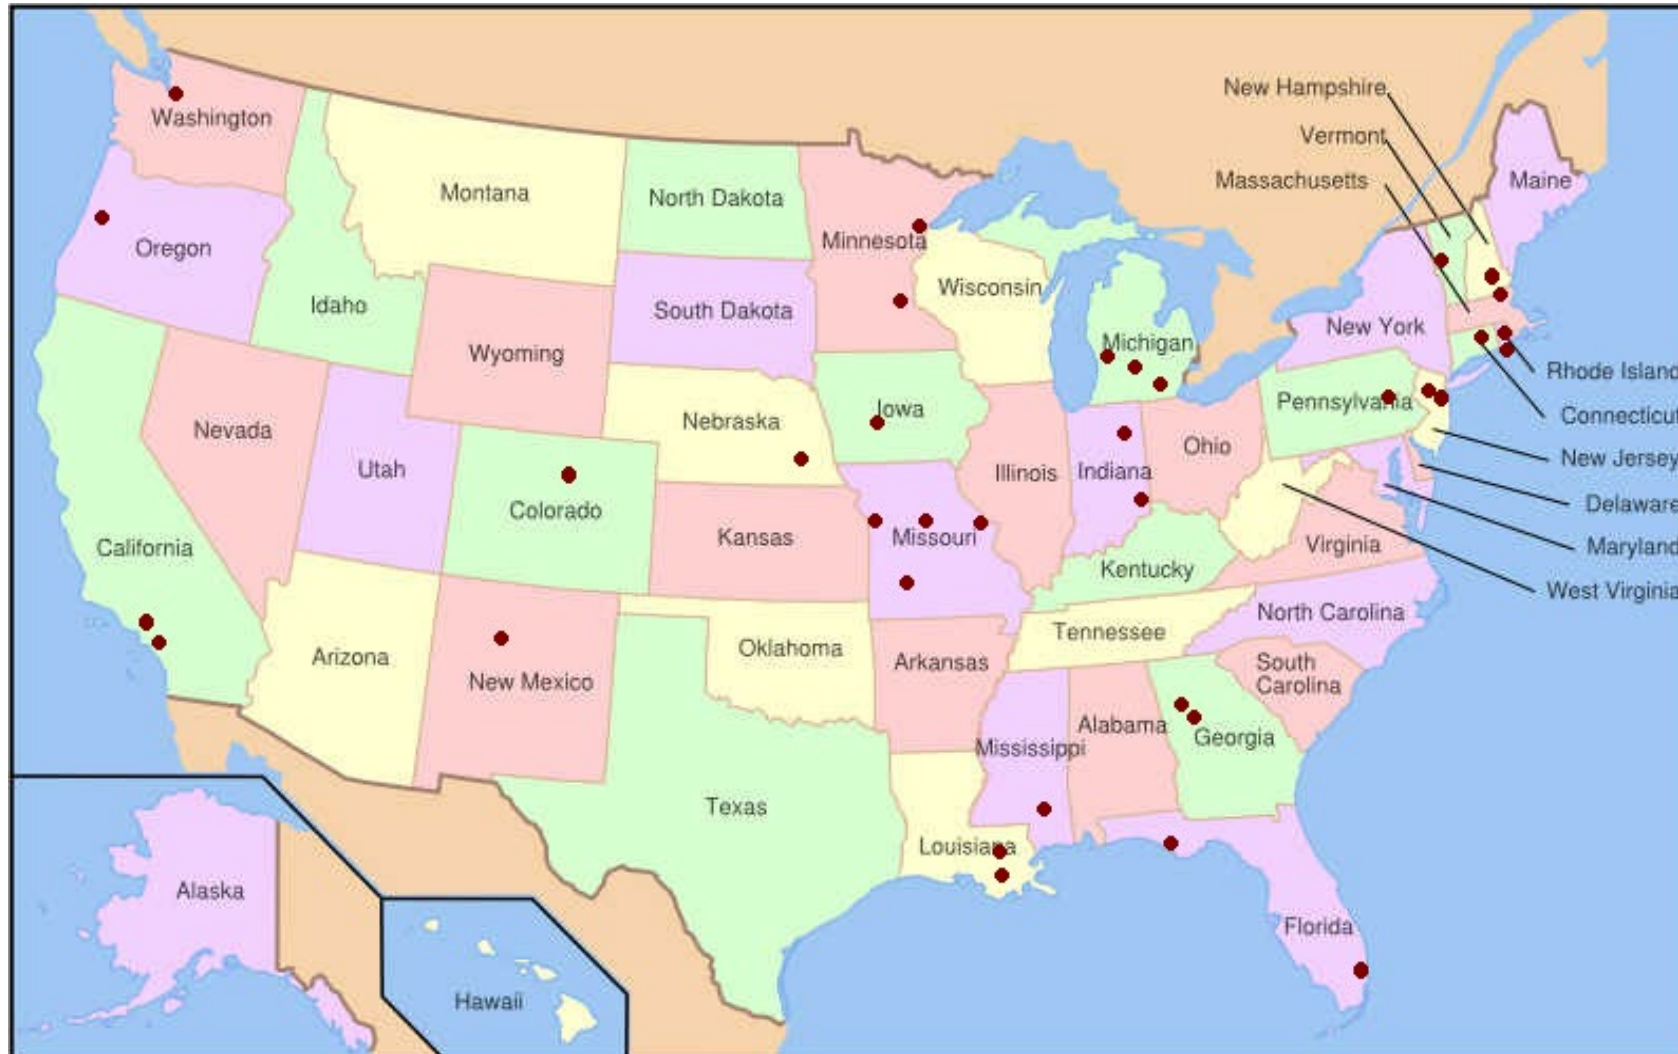 New Hampshire
Washington
Vermont
Massachusetts
Maine
Montana
North Dakota
Minnesota
Oregon
Wisconsin
Idaho
South Dakota
New York
Michigan
Wyoming
Rhode Island
Iowa
Pennsylvania
Connecticut
Nebraska
Nevada
Ohio
New Jersey
Utah
Illinois
Indiana
Colorado
Delaware
California
Kansas
Missouri
Virginia
Maryland
Kentucky
West Virginia
North Carolina
Tennessee
Oklahoma
Arizona
Arkansas
South
Carolina
New Mexico
Alabama
Georgia
Mississippi
Texas
Louisiana
Alaska
Florida
Hawaii